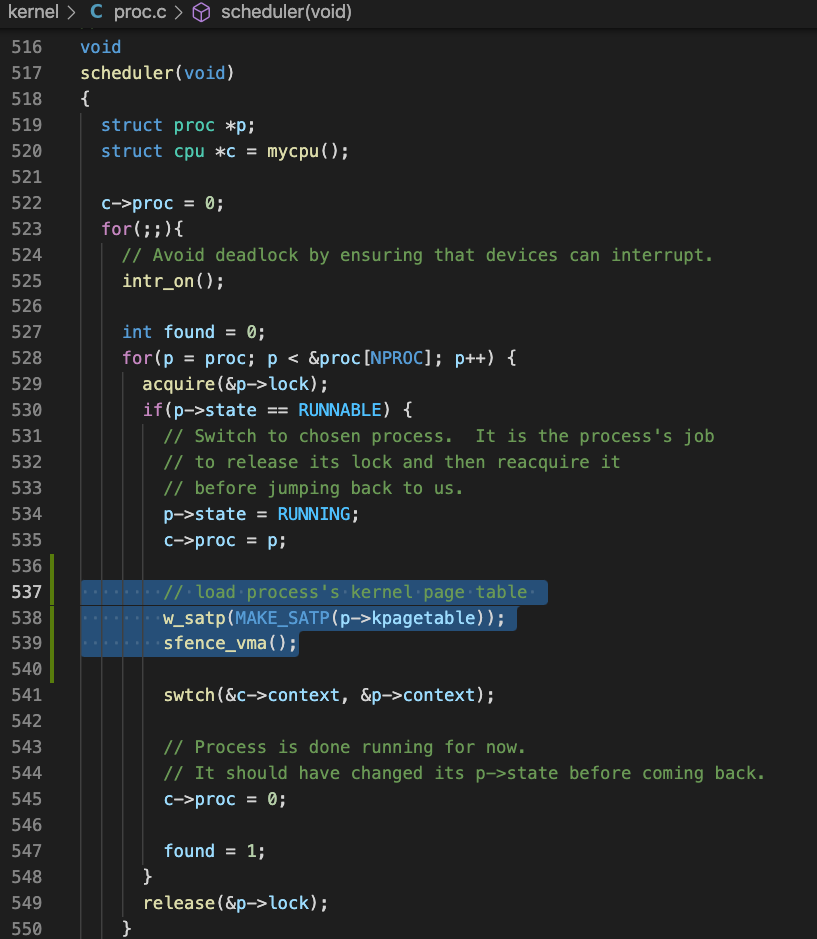 kernel > C proc.c > scheduler(void)
516 void
517 scheduler(void)
518 {
519   struct proc *p;
520   struct cpu *c = mycpu();
521
522   c->proc = 0;
523   for(;;){
524     // Avoid deadlock by ensuring that devices can interrupt.
525     intr_on();
526
527     int found = 0;
528     for(p = proc; p < &proc[NPROC]; p++) {
529       acquire(&p->lock);
530       if(p->state == RUNNABLE) {
531         // Switch to chosen process.  It is the process's job
532         // to release its lock and then reacquire it
533         // before jumping back to us.
534         p->state = RUNNING;
535         c->proc = p;
536
537         // load process's kernel page table
538         w_satp(MAKE_SATP(p->kpagetable));
539         sfence_vma();
540
541         swtch(&c->context, &p->context);
542
543         // Process is done running for now.
544         // It should have changed its p->state before coming back.
545         c->proc = 0;
546
547         found = 1;
548       }
549       release(&p->lock);
550     }